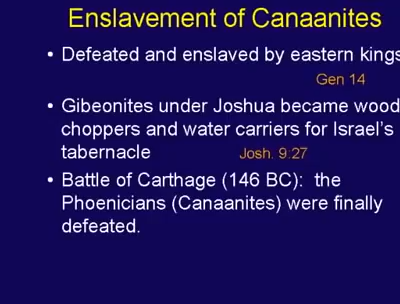 Enslavement of Canaanites
• Defeated and enslaved by eastern kings
Gen 14
• Gibeonites under Joshua became wood
choppers and water carriers for Israel's
tabernacle Josh. 9:27
• Battle of Carthage (146 BC): the
Phoenicians (Canaanites) were finally
defeated.